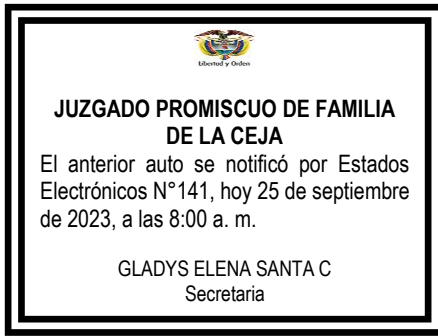 Libertad y Orden
JUZGADO PROMISCUO DE FAMILIA
DE LA CEJA
El anterior auto se notificó por Estados
Electrónicos N°141, hoy 25 de septiembre
de 2023, a las 8:00 a. m.
GLADYS ELENA SANTA C
Secretaria